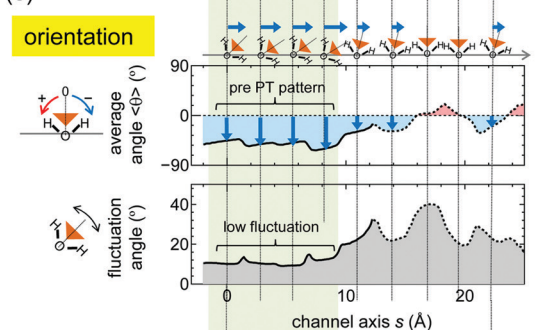 orientation
H H H H H H H H H H H H H H H H H H
+ 0 −
H H
O
average
angle <θ> (°)
90
0
−90
pre PT pattern
H
O H
fluctuation
angle (°)
40
20
0
low fluctuation
0 10 20
channel axis s (Å)